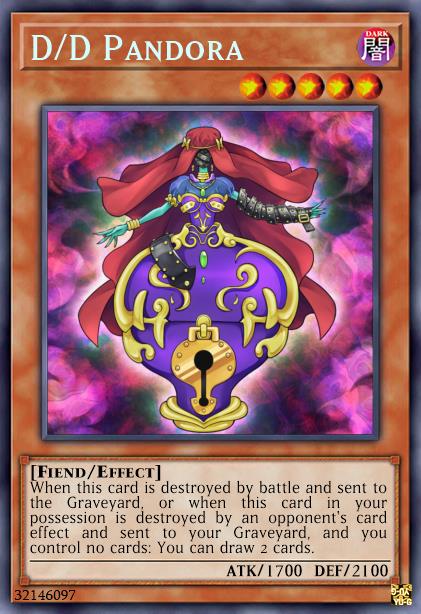 D/D PANDORA
DARK
闇
[FIEND/EFFECT]
When this card is destroyed by battle and sent to
the Graveyard, or when this card in your
possession is destroyed by an opponent's card
effect and sent to your Graveyard, and you
control no cards: You can draw 2 cards.
ATK/1700 DEF/2100
32146097